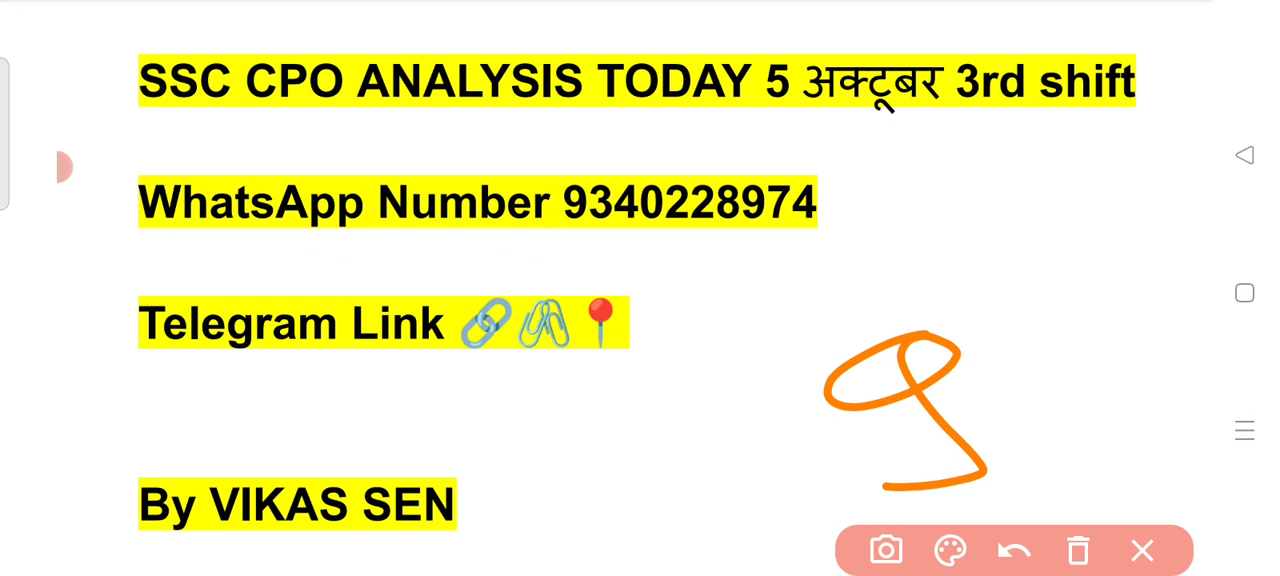 SSC CPO ANALYSIS TODAY 5 अक्टूबर 3rd shift
WhatsApp Number 9340228974
Telegram Link 🔗🖇️📍
By VIKAS SEN